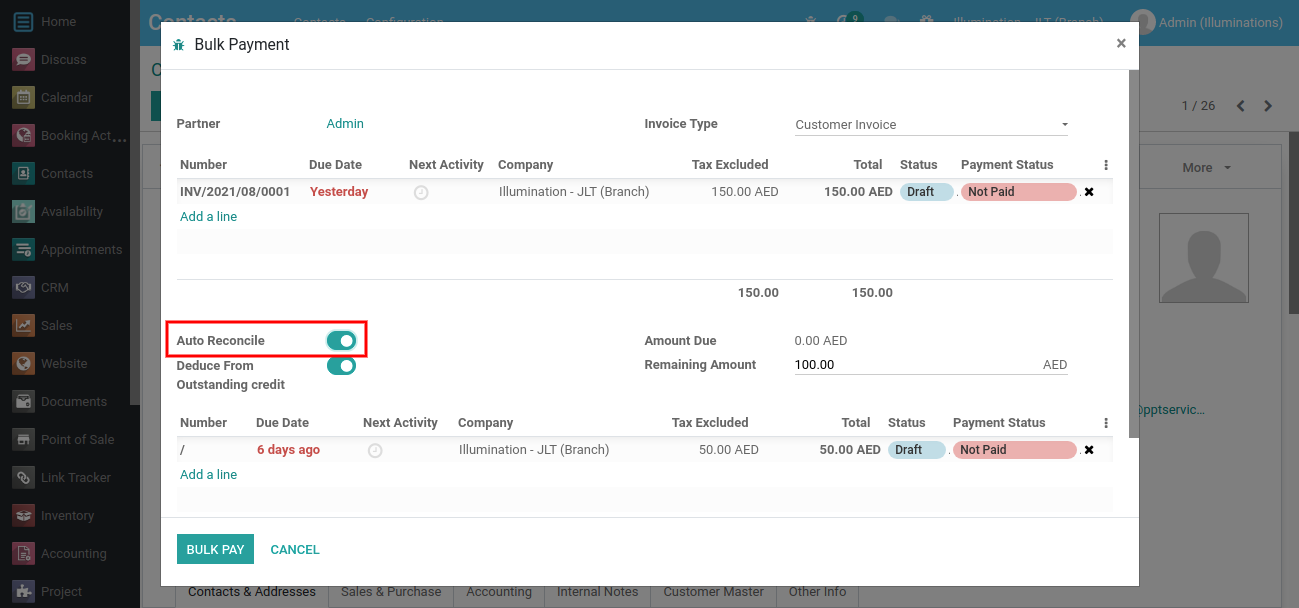 Home
Discuss
Calendar
Booking Act...
Contacts
Availability
Appointments
CRM
Sales
Website
Documents
Point of Sale
Link Tracker
Inventory
Accounting
Project
Contacts
Contacts Configuration
9
Admin (Illuminations)
1 / 26
More
@pptservic...
Bulk Payment ×
Partner Admin Invoice Type Customer Invoice
Number Due Date Next Activity Company Tax Excluded Total Status Payment Status
INV/2021/08/0001 Yesterday Illumination - JLT (Branch) 150.00 AED 150.00 AED Draft . Not Paid .
Add a line
150.00 150.00
Auto Reconcile Amount Due 0.00 AED
Deduce From Remaining Amount 100.00 AED
Outstanding credit
Number Due Date Next Activity Company Tax Excluded Total Status Payment Status
/ 6 days ago Illumination - JLT (Branch) 50.00 AED 50.00 AED Draft . Not Paid .
Add a line
BULK PAY CANCEL
Contacts & Addresses Sales & Purchase Accounting Internal Notes Customer Master Other Info